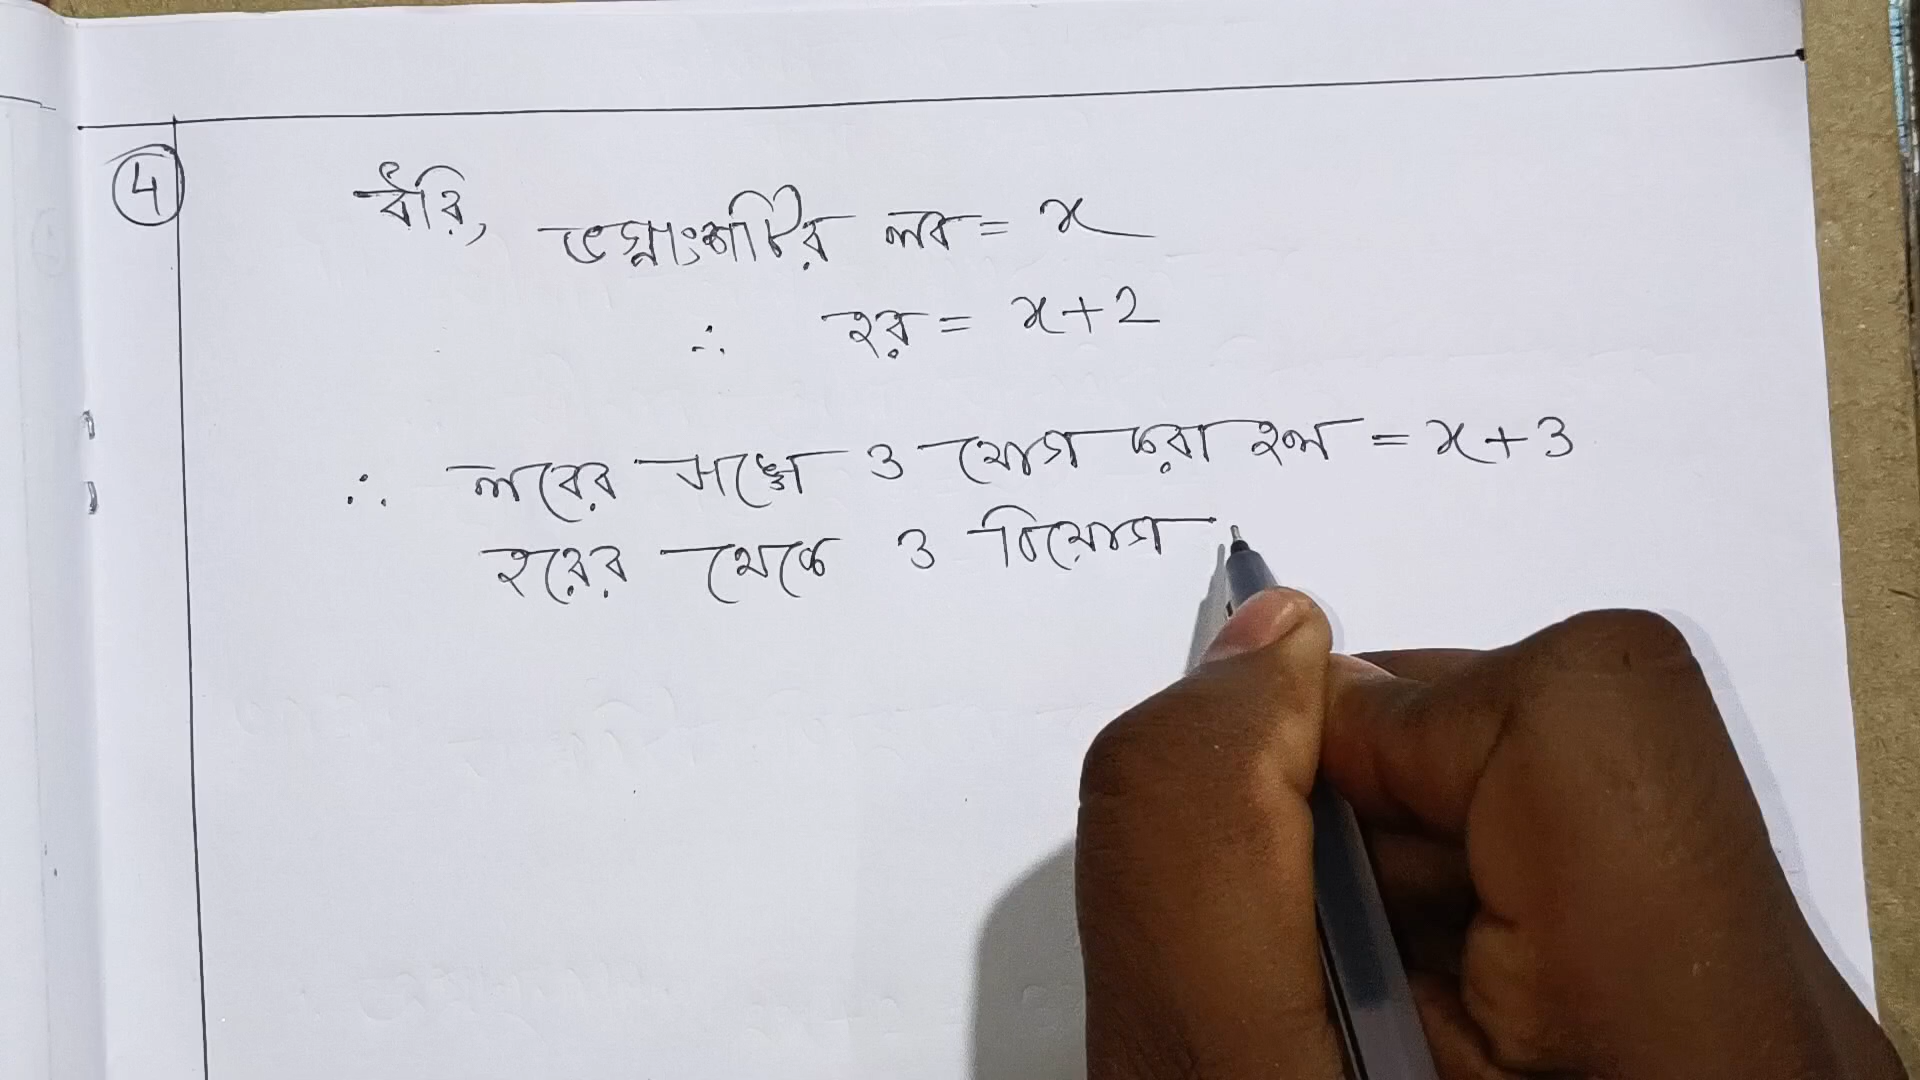 4
ধরি, ভগ্নাংশটির লব = x
∴ হর = x+2
∴ লবের সঙ্গে 3 যোগ করা হল = x+3
হরের থেকে 3 বিয়োগ